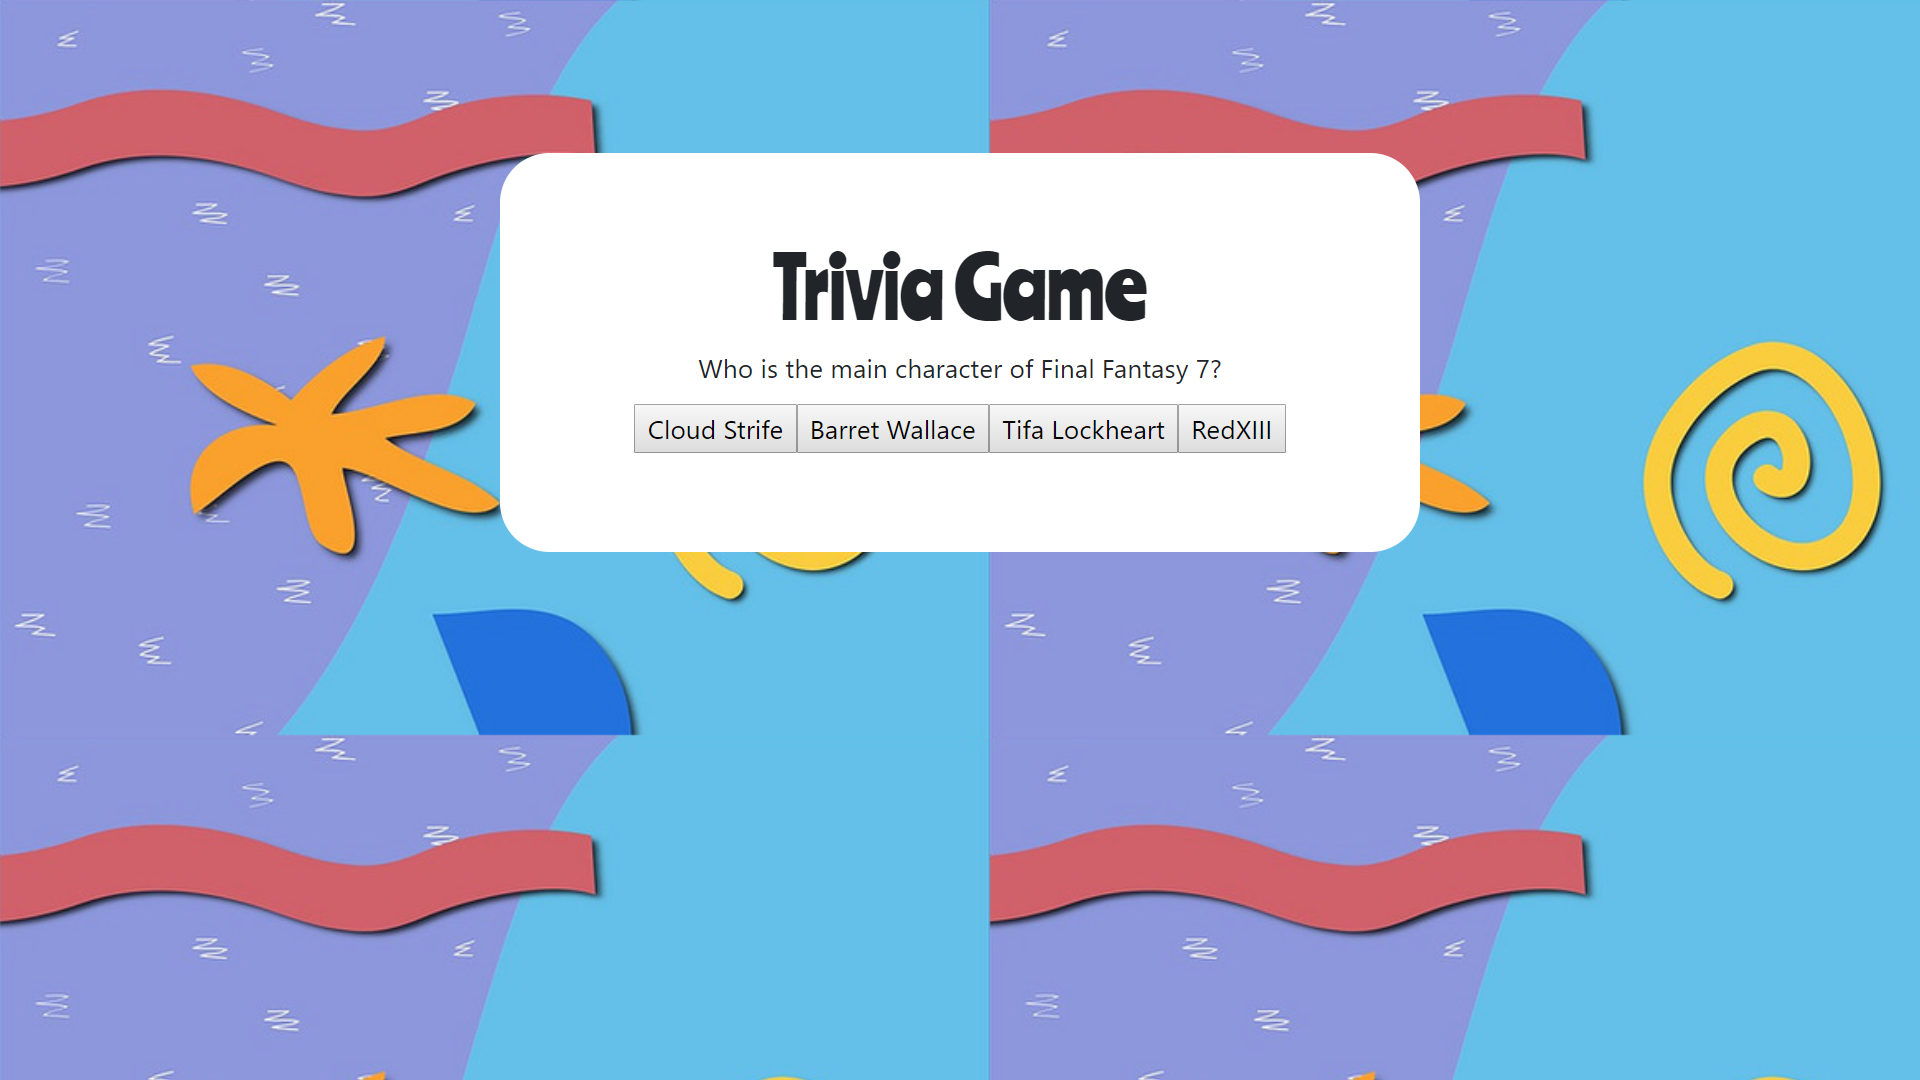 Trivia Game
Who is the main character of Final Fantasy 7?
Cloud Strife Barret Wallace Tifa Lockheart RedXIII